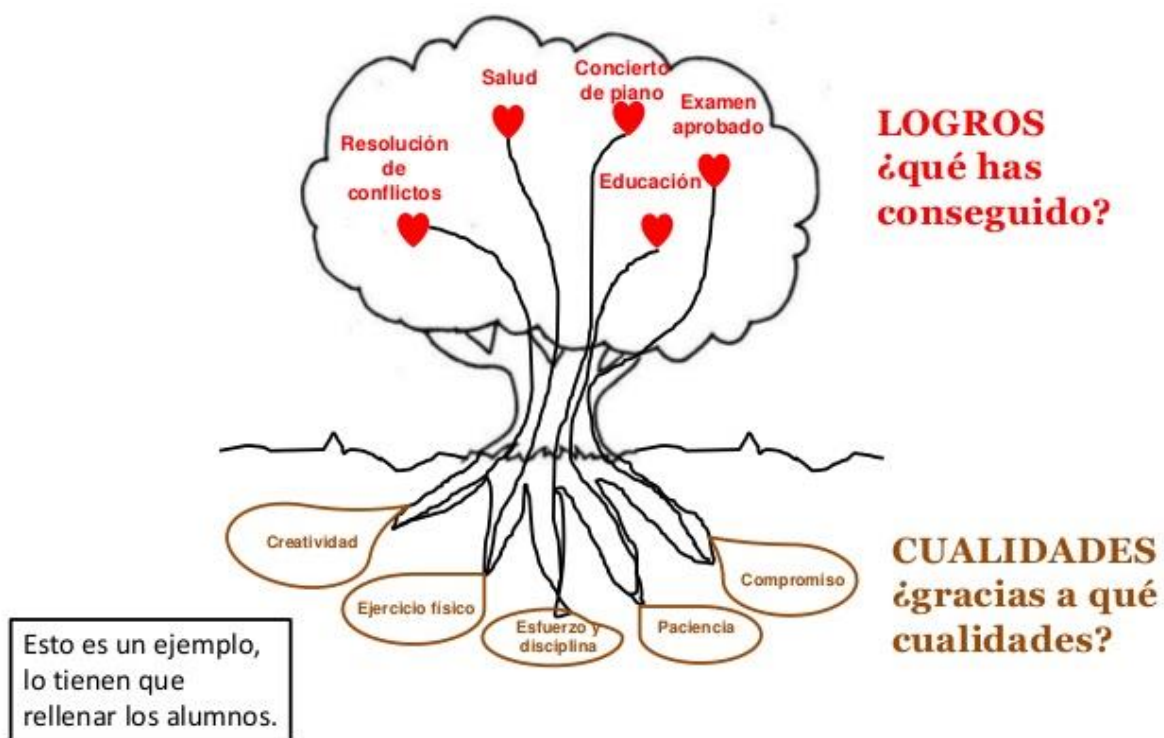 Salud
Concierto
de piano
Examen
aprobado
Resolución
de
conflictos
Educación
LOGROS
¿qué has
conseguido?
Creatividad
Ejercicio físico
Esfuerzo y
disciplina
Paciencia
Compromiso
CUALIDADES
¿gracias a qué
cualidades?
Esto es un ejemplo,
lo tienen que
rellenar los alumnos.